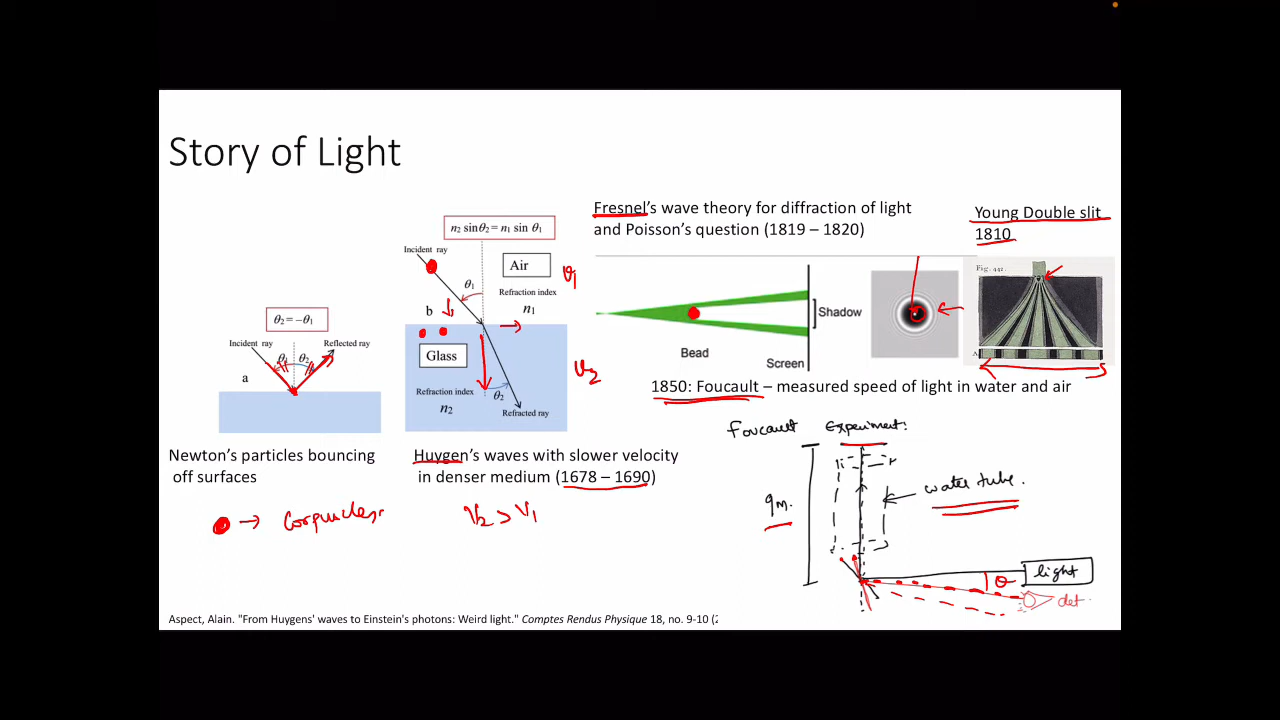 Story of Light
θ₂ = –θ₁
Incident ray
Reflected ray
θ₁
θ₂
a
Newton's particles bouncing
off surfaces
→ Corpuscles.
n₂ sinθ₂ = n₁ sin θ₁
Incident ray
Air
θ₁
Refraction index
n₁
v₁
b
Glass
Refraction index
n₂
θ₂
Refracted ray
v₂
Huygen's waves with slower velocity
in denser medium (1678 – 1690)
v₂ > v₁
Fresnel's wave theory for diffraction of light
and Poisson's question (1819 – 1820)
Bead
Shadow
Screen
Young Double slit
1810
Fig. 442.
1850: Foucault – measured speed of light in water and air
Foucault Experiment:
water tube.
9m.
light
θ
det.
Aspect, Alain. "From Huygens' waves to Einstein's photons: Weird light." Comptes Rendus Physique 18, no. 9-10 (2